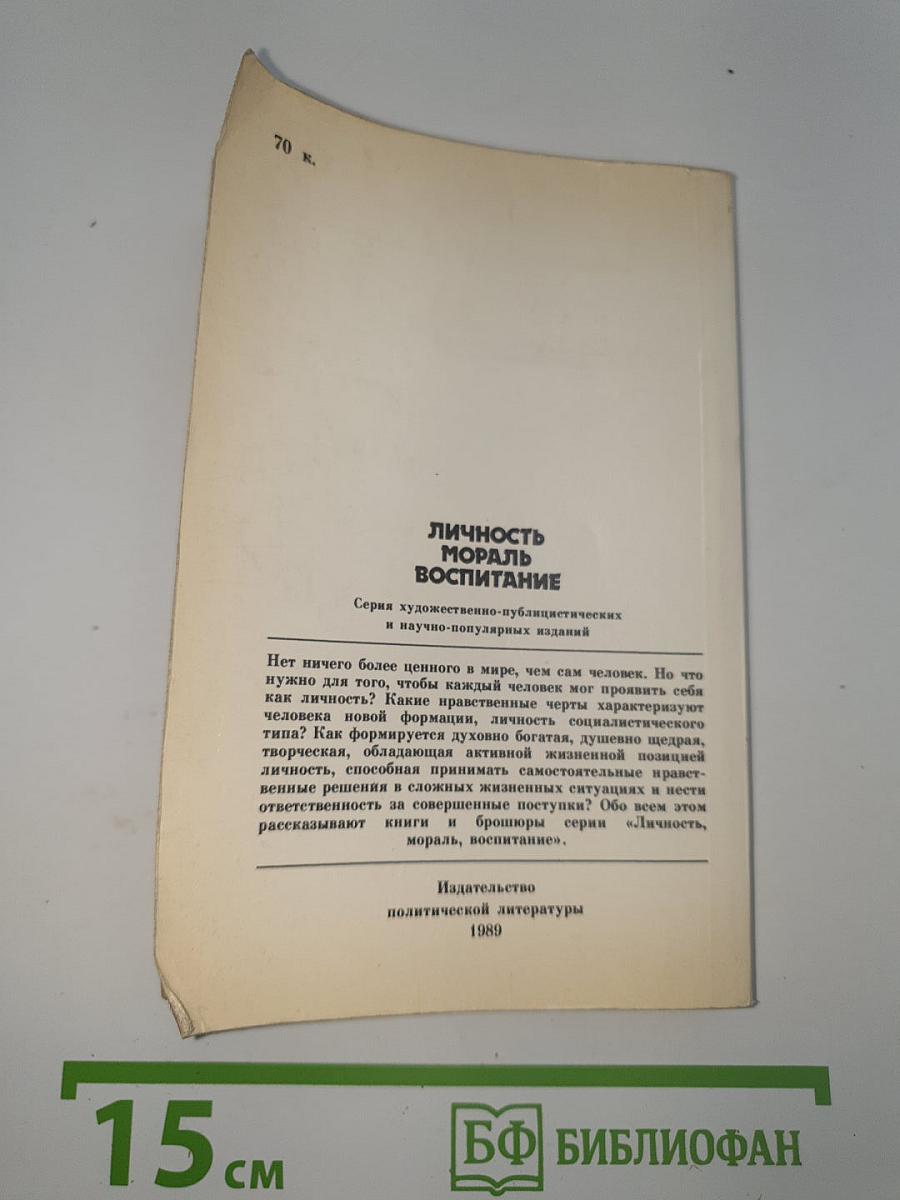 70 к.
ЛИЧНОСТЬ
МОРАЛЬ
ВОСПИТАНИЕ
Серия художественно-публицистических
и научно-популярных изданий
Нет ничего более ценного в мире, чем сам человек. Но что
нужно для того, чтобы каждый человек мог проявить себя
как личность? Какие нравственные черты характеризуют
человека новой формации, личность социалистического
типа? Как формируется духовно богатая, душевно щедрая,
творческая, обладающая активной жизненной позицией
личность, способная принимать самостоятельные нравст-
венные решения в сложных жизненных ситуациях и нести
ответственность за совершенные поступки? Обо всем этом
рассказывают книги и брошюры серии «Личность,
мораль, воспитание».
Издательство
политической литературы
1989
15 см
БФ БИБЛИОФАН